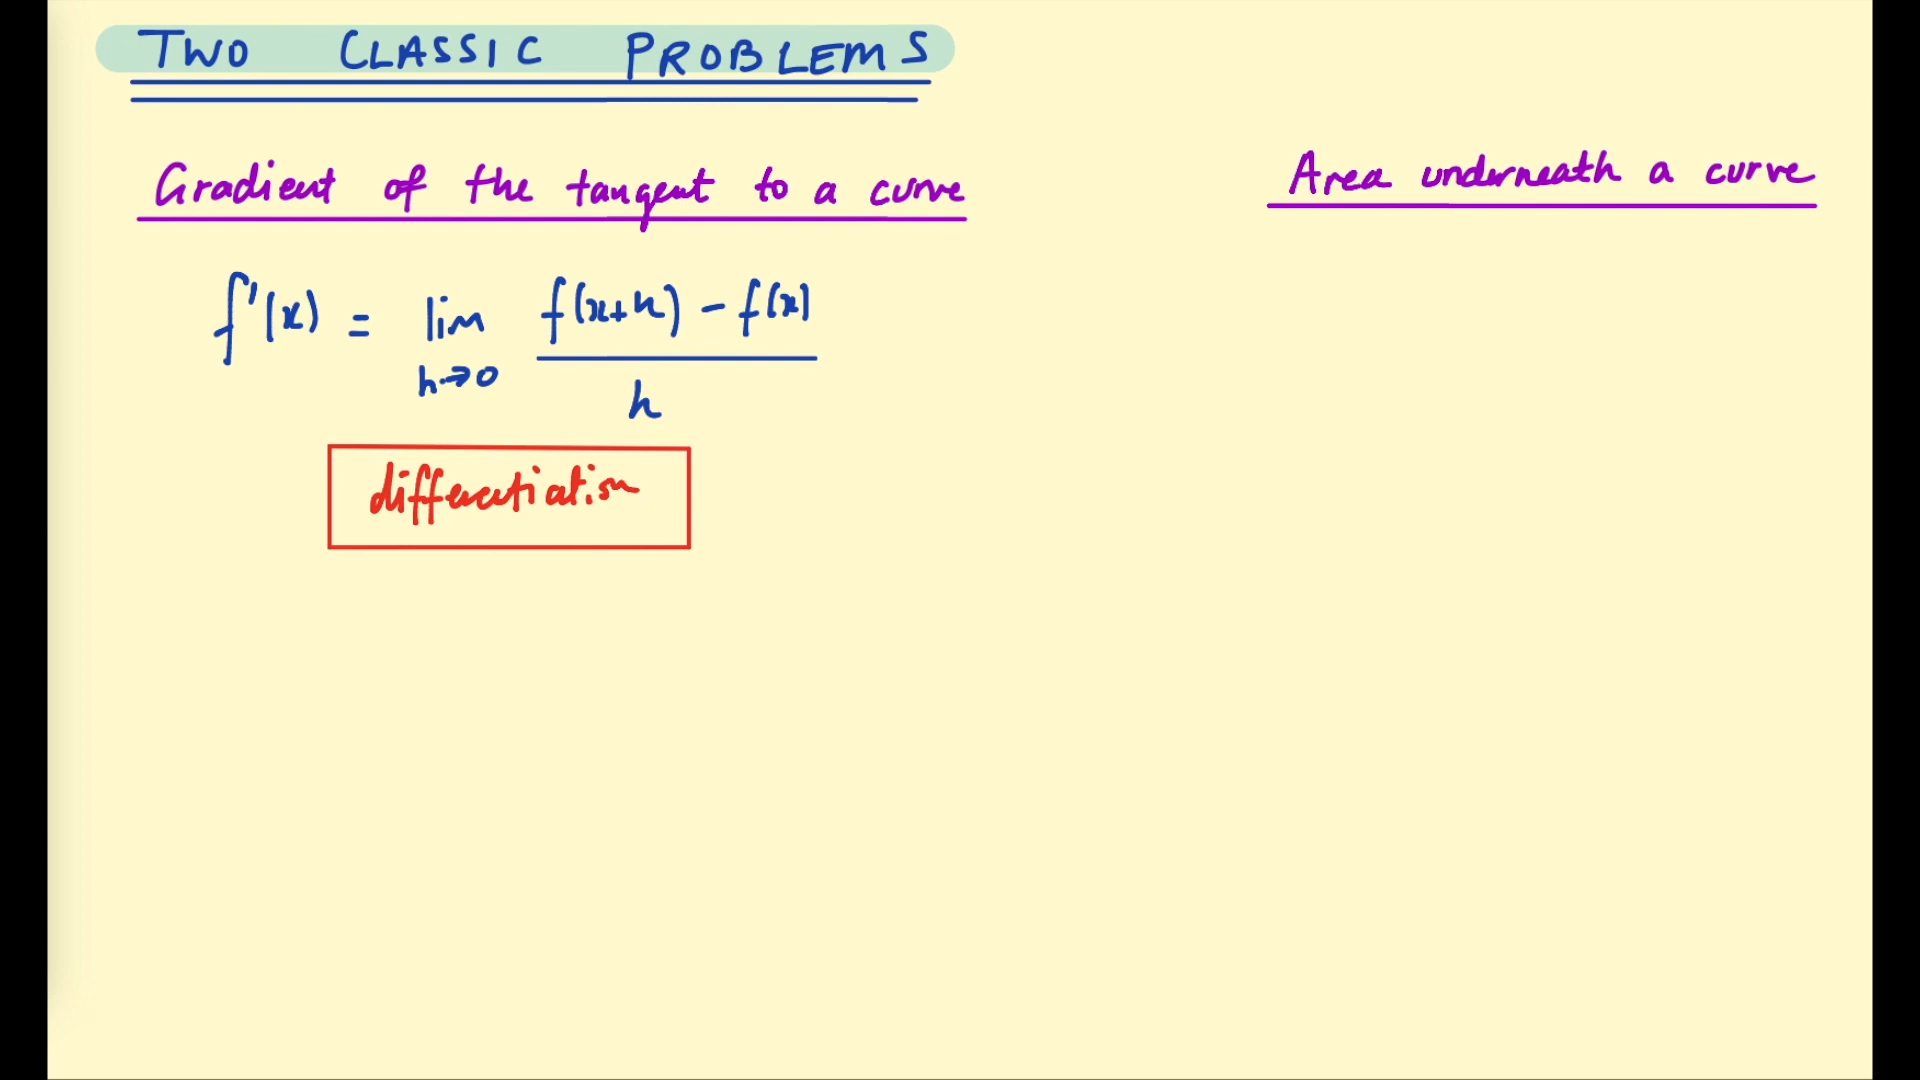 TWO CLASSIC PROBLEMS
Gradient of the tangent to a curve
Area underneath a curve
f'(x) = lim h→0 f(x+h) - f(x) / h
differentiation